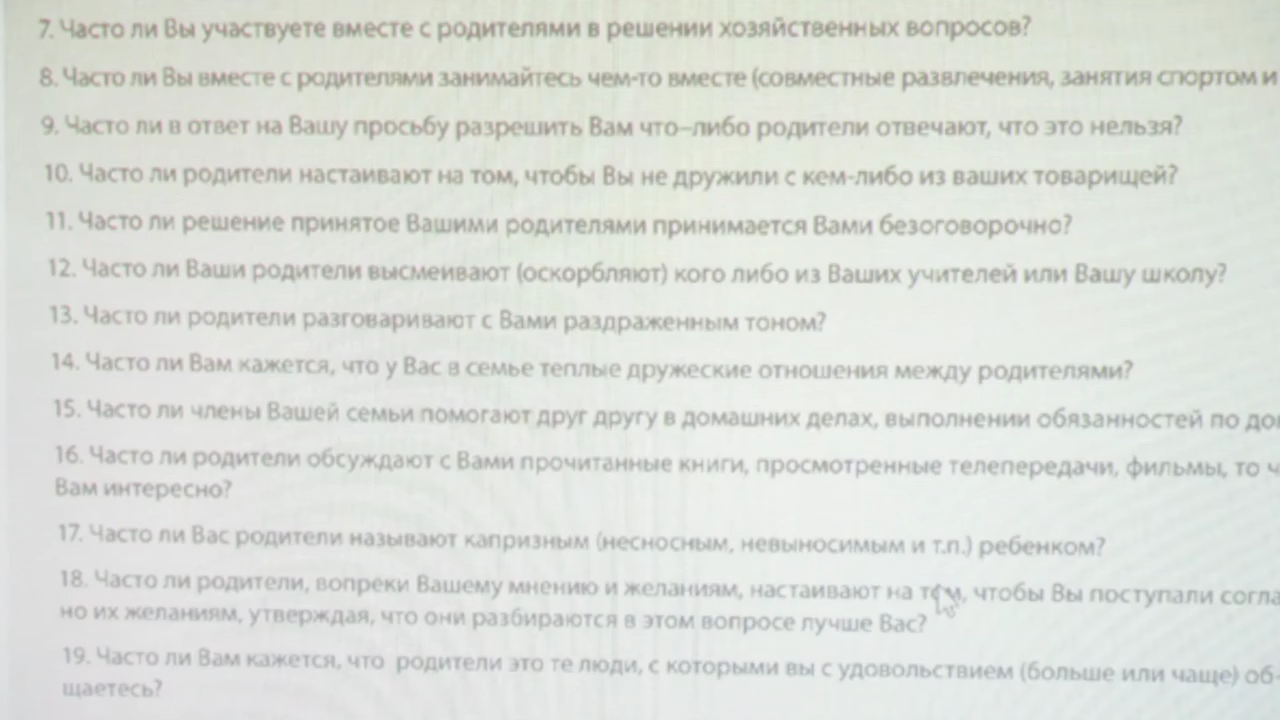 7. Часто ли Вы участвуете вместе с родителями в решении хозяйственных вопросов?
8. Часто ли Вы вместе с родителями занимайтесь чем-то вместе (совместные развлечения, занятия спортом и
9. Часто ли в ответ на Вашу просьбу разрешить Вам что–либо родители отвечают, что это нельзя?
10. Часто ли родители настаивают на том, чтобы Вы не дружили с кем-либо из ваших товарищей?
11. Часто ли решение принятое Вашими родителями принимается Вами безоговорочно?
12. Часто ли Ваши родители высмеивают (оскорбляют) кого либо из Ваших учителей или Вашу школу?
13. Часто ли родители разговаривают с Вами раздраженным тоном?
14. Часто ли Вам кажется, что у Вас в семье теплые дружеские отношения между родителями?
15. Часто ли члены Вашей семьи помогают друг другу в домашних делах, выполнении обязанностей по до
16. Часто ли родители обсуждают с Вами прочитанные книги, просмотренные телепередачи, фильмы, то ч
Вам интересно?
17. Часто ли Вас родители называют капризным (несносным, невыносимым и т.п.) ребенком?
18. Часто ли родители, вопреки Вашему мнению и желаниям, настаивают на том, чтобы Вы поступали согла
но их желаниям, утверждая, что они разбираются в этом вопросе лучше Вас?
19. Часто ли Вам кажется, что родители это те люди, с которыми вы с удовольствием (больше или чаще) об-
щаетесь?